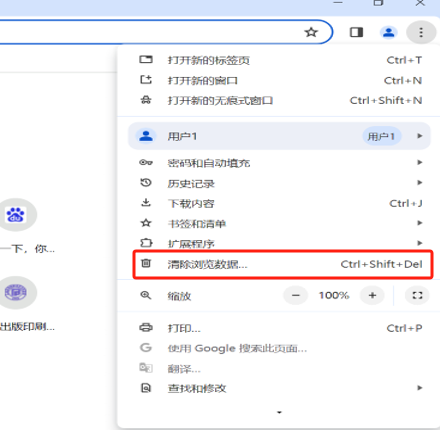 打开新的标签页 Ctrl+T
打开新的窗口 Ctrl+N
打开新的无痕式窗口 Ctrl+Shift+N
用户1 用户1
密码和自动填充
历史记录
下载内容 Ctrl+J
书签和清单
扩展程序
清除浏览数据... Ctrl+Shift+Del
缩放 − 100% +
打印... Ctrl+P
使用 Google 搜索此页面...
翻译...
查找和修改
du
一下，你...
出版印刷...